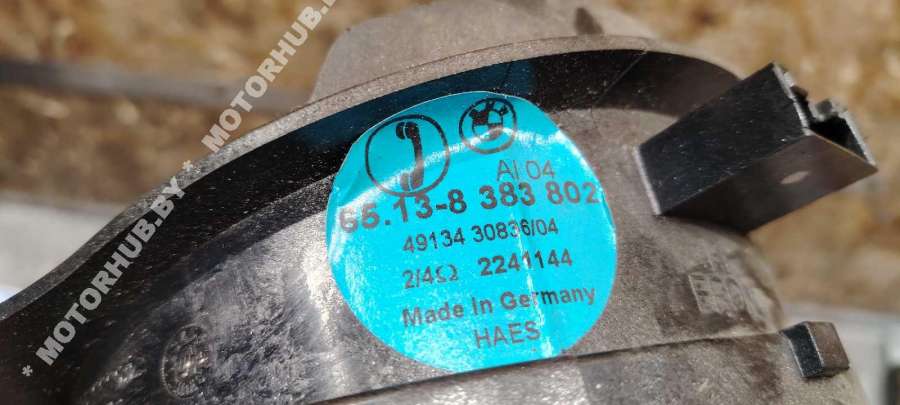 * MOTORHUB.BY * MOTORHUB.BY
AI 04
65.13-8 383 802
49134 30836/04
2/4Ω 2241144
Made In Germany
HAES